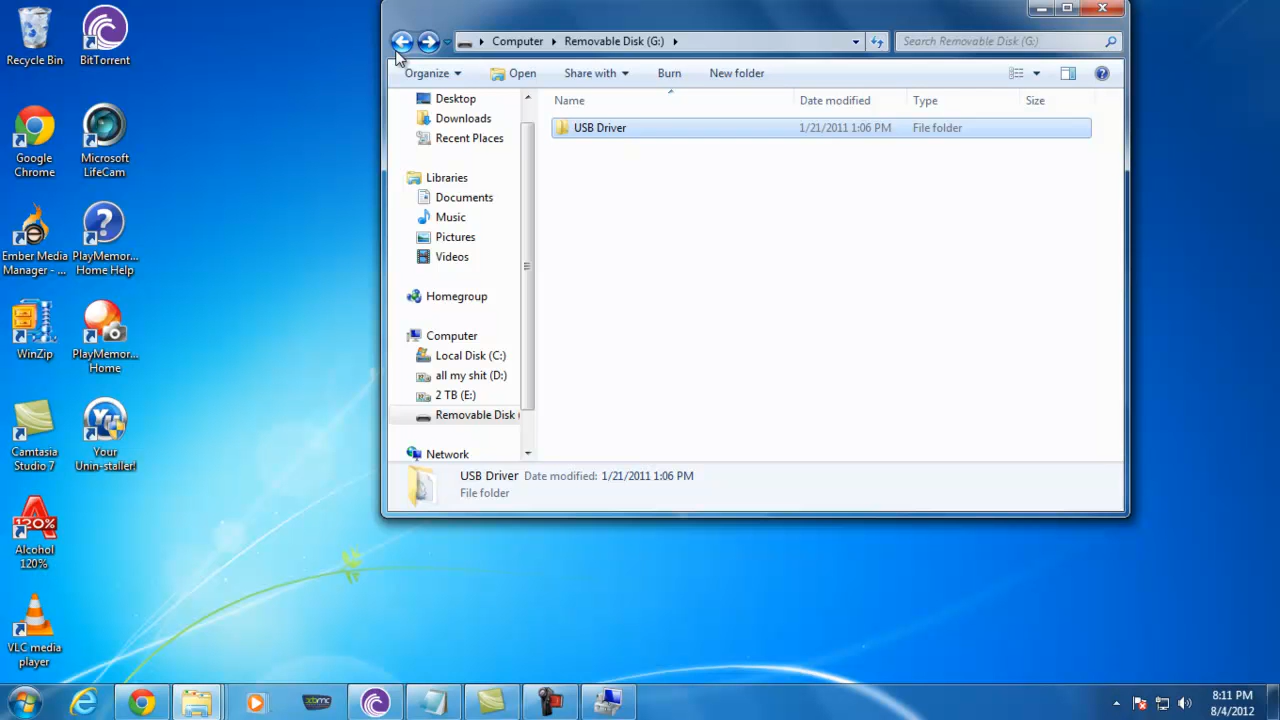 Recycle Bin
BitTorrent
Google
Chrome
Microsoft
LifeCam
Ember Media
Manager - ...
PlayMemor...
Home Help
WinZip
PlayMemor...
Home
Camtasia
Studio 7
Your
Unin-staller!
Alcohol
120%
VLC media
player
Computer
Removable Disk (G:)
Search Removable Disk (G:)
Organize
Open
Share with
Burn
New folder
Name
Date modified
Type
Size
USB Driver
1/21/2011 1:06 PM
File folder
Desktop
Downloads
Recent Places
Libraries
Documents
Music
Pictures
Videos
Homegroup
Computer
Local Disk (C:)
all my shit (D:)
2 TB (E:)
Removable Disk (
Network
USB Driver Date modified: 1/21/2011 1:06 PM
File folder
120%
xbmc
8:11 PM
8/4/2012